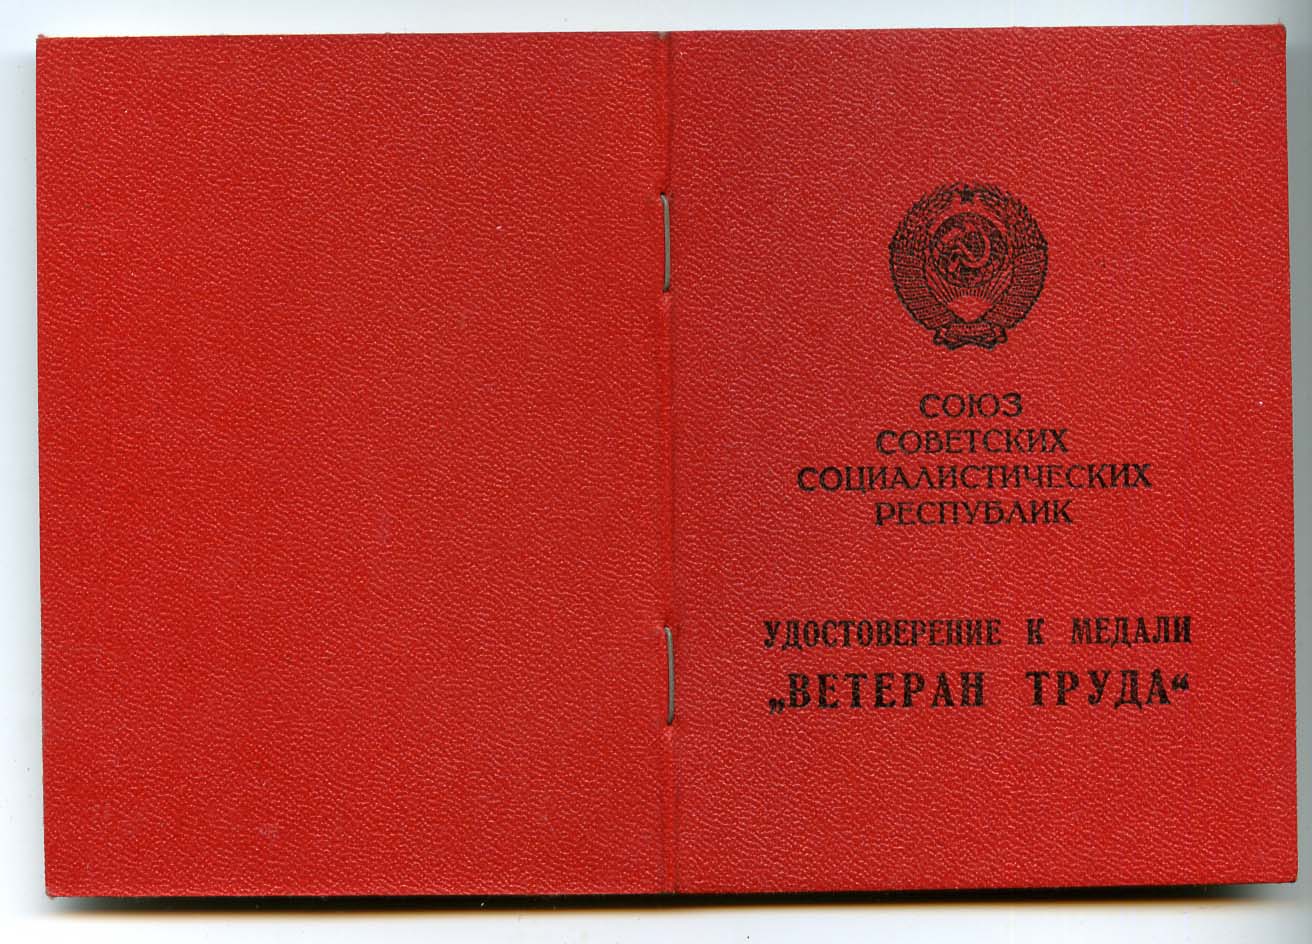 СОЮЗ
СОВЕТСКИХ
СОЦИАЛИСТИЧЕСКИХ
РЕСПУБЛИК
УДОСТОВЕРЕНИЕ К МЕДАЛИ
„ВЕТЕРАН ТРУДА“